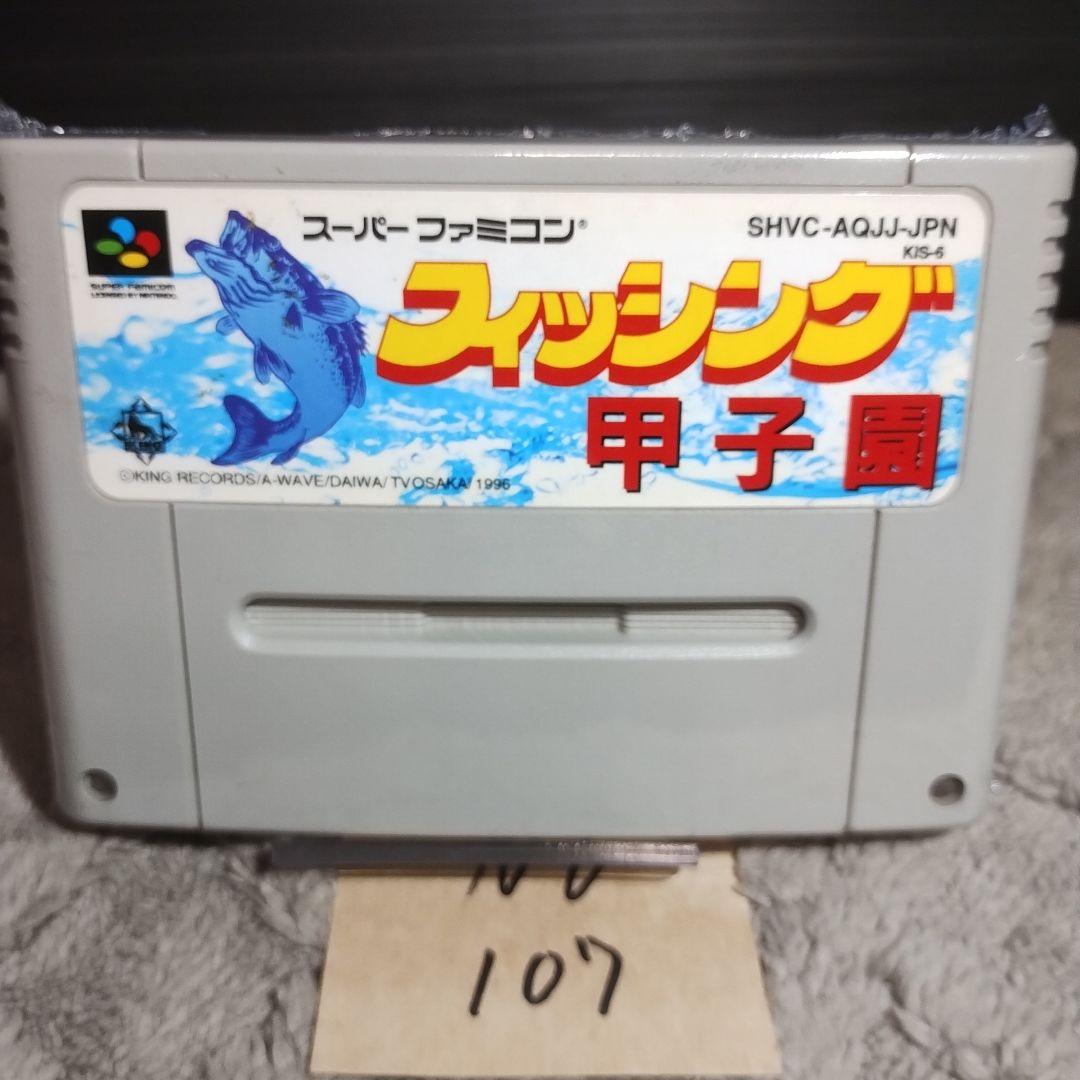 スーパーファミコン®
SHVC-AQJJ-JPN
KIS-6
SUPER FAMICOM
LICENSED BY NINTENDO
フィッシング
甲子園
©KING RECORDS/A-WAVE/DAIWA/TVOSAKA/1996
107